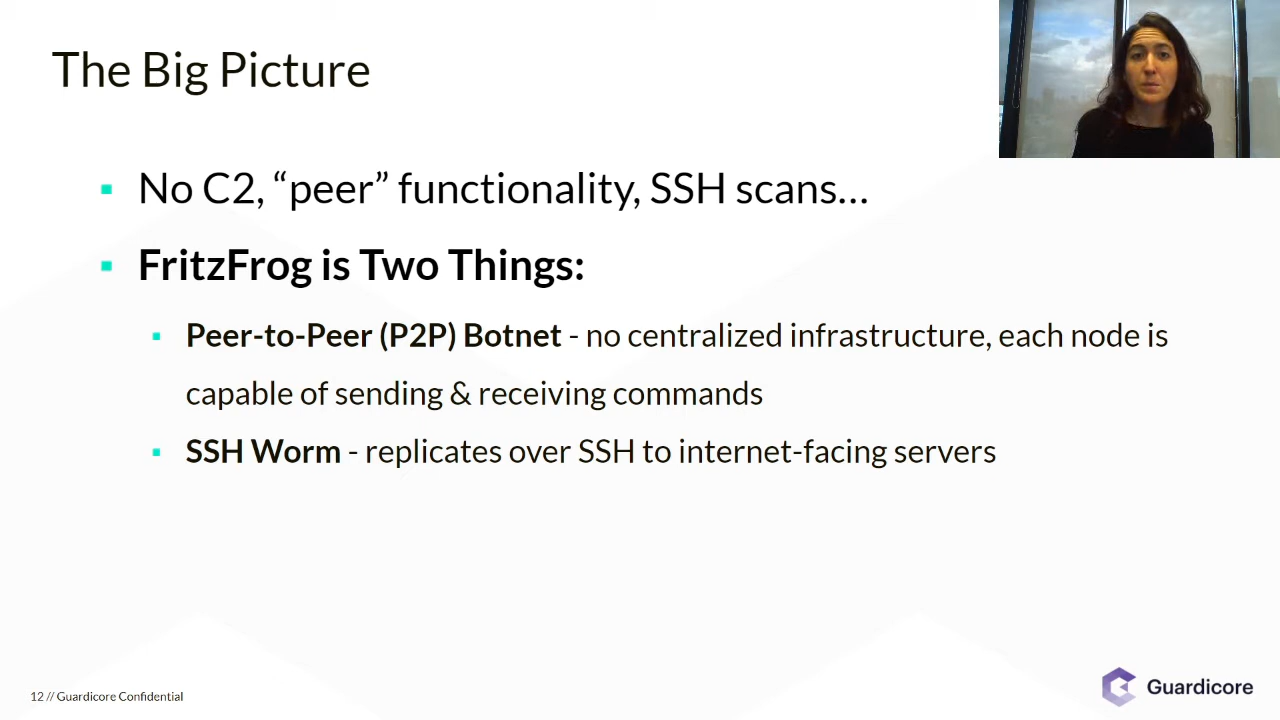 The Big Picture
No C2, “peer” functionality, SSH scans…
FritzFrog is Two Things:
Peer-to-Peer (P2P) Botnet - no centralized infrastructure, each node is
capable of sending & receiving commands
SSH Worm - replicates over SSH to internet-facing servers
12 // Guardicore Confidential
Guardicore